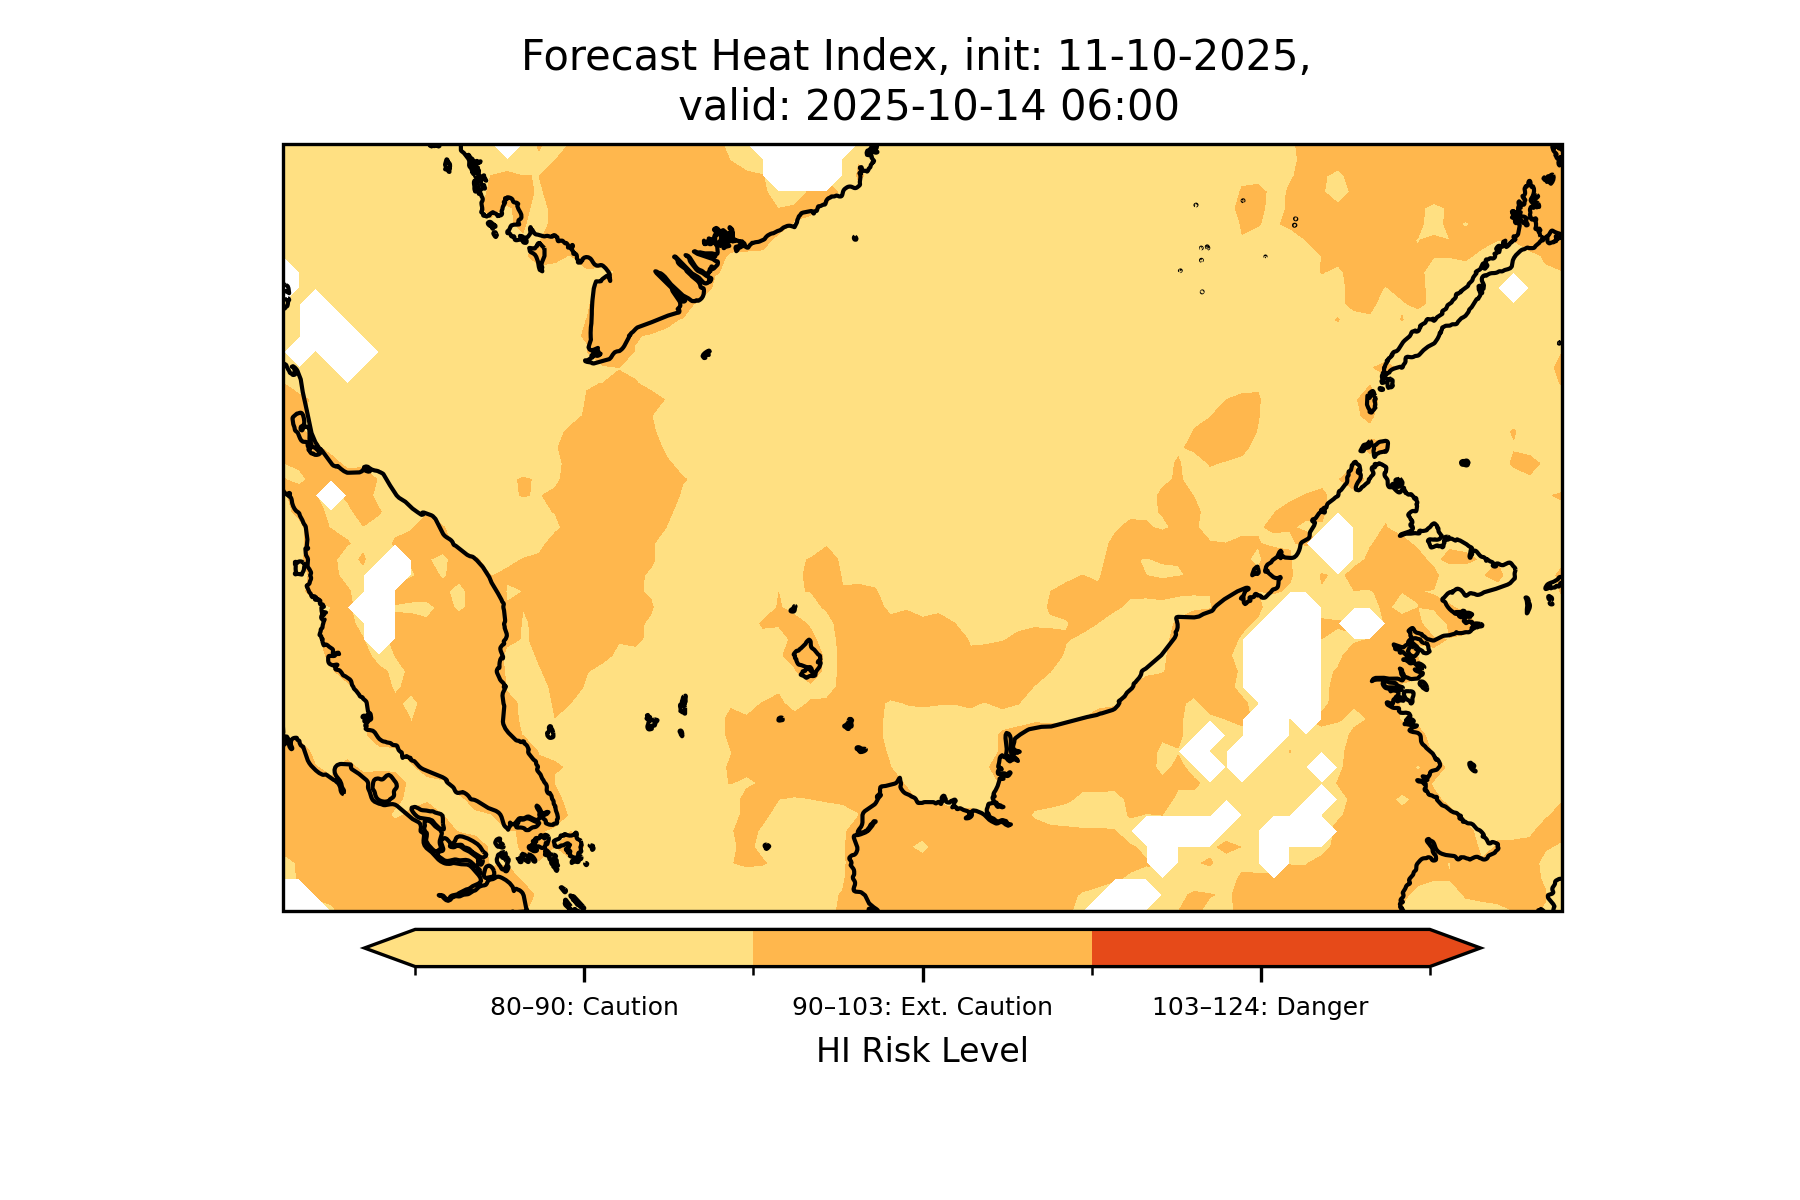 Forecast Heat Index, init: 11-10-2025,
valid: 2025-10-14 06:00
80–90: Caution
90–103: Ext. Caution
103–124: Danger
HI Risk Level